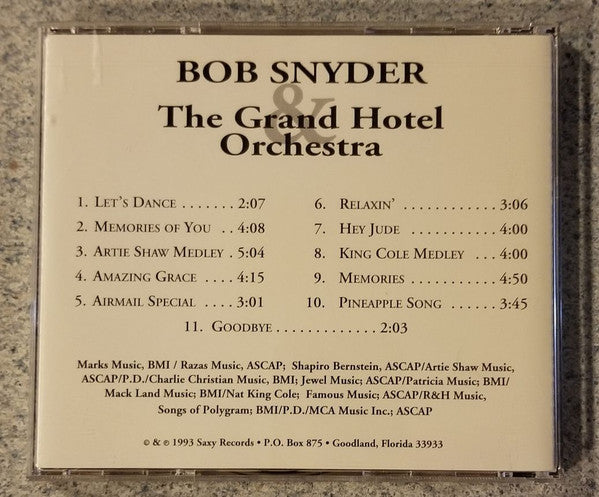 BOB SNYDER
&
The Grand Hotel
Orchestra
1. Let's Dance . . . . . . . 2:07
2. Memories of You . . 4:08
3. Artie Shaw Medley . 5:04
4. Amazing Grace . . . . 4:15
5. Airmail Special . . . . 3:01
6. Relaxin' . . . . . . . . . . . . 3:06
7. Hey Jude . . . . . . . . . . . 4:00
8. King Cole Medley . . . 4:00
9. Memories . . . . . . . . . . . 4:50
10. Pineapple Song . . . . . . 3:45
11. Goodbye . . . . . . . . . . . . . 2:03
Marks Music, BMI / Razas Music, ASCAP; Shapiro Bernstein, ASCAP/Artie Shaw Music,
ASCAP/P.D./Charlie Christian Music, BMI; Jewel Music; ASCAP/Patricia Music; BMI/
Mack Land Music; BMI/Nat King Cole; Famous Music; ASCAP/R&H Music,
Songs of Polygram; BMI/P.D./MCA Music Inc.; ASCAP
© & ℗ 1993 Saxy Records • P.O. Box 875 • Goodland, Florida 33933